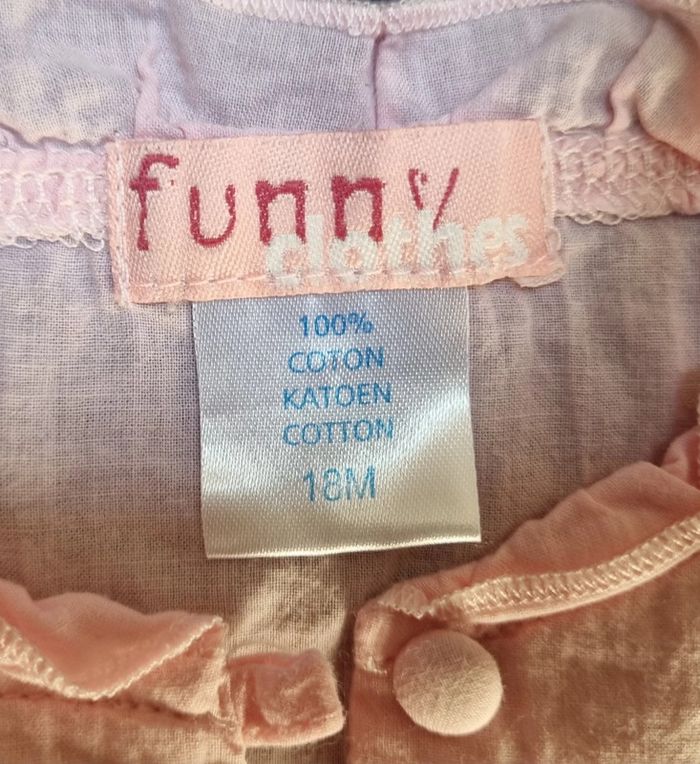 funny
clothes
100%
COTON
KATOEN
COTTON
18M